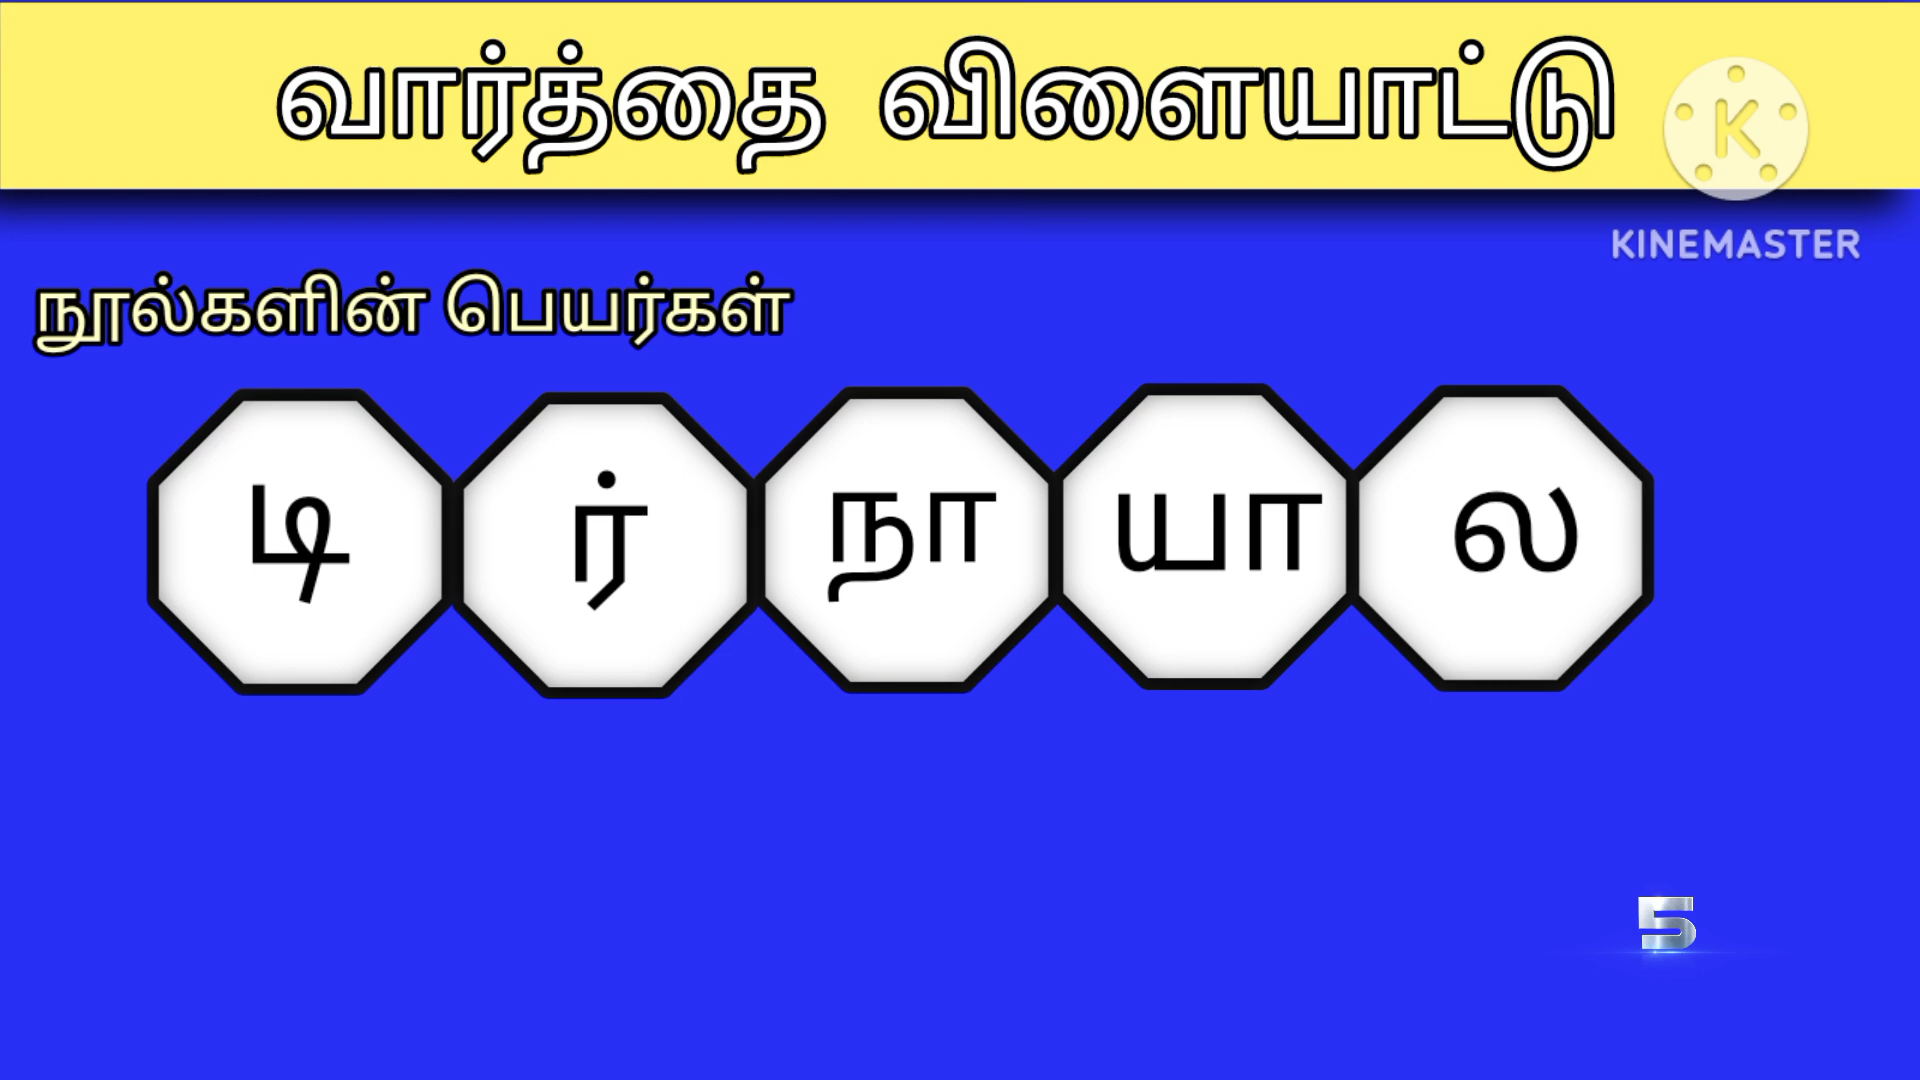 வார்த்தை விளையாட்டு
KINEMASTER
நூல்களின் பெயர்கள்
டி ர் நா யா ல
5